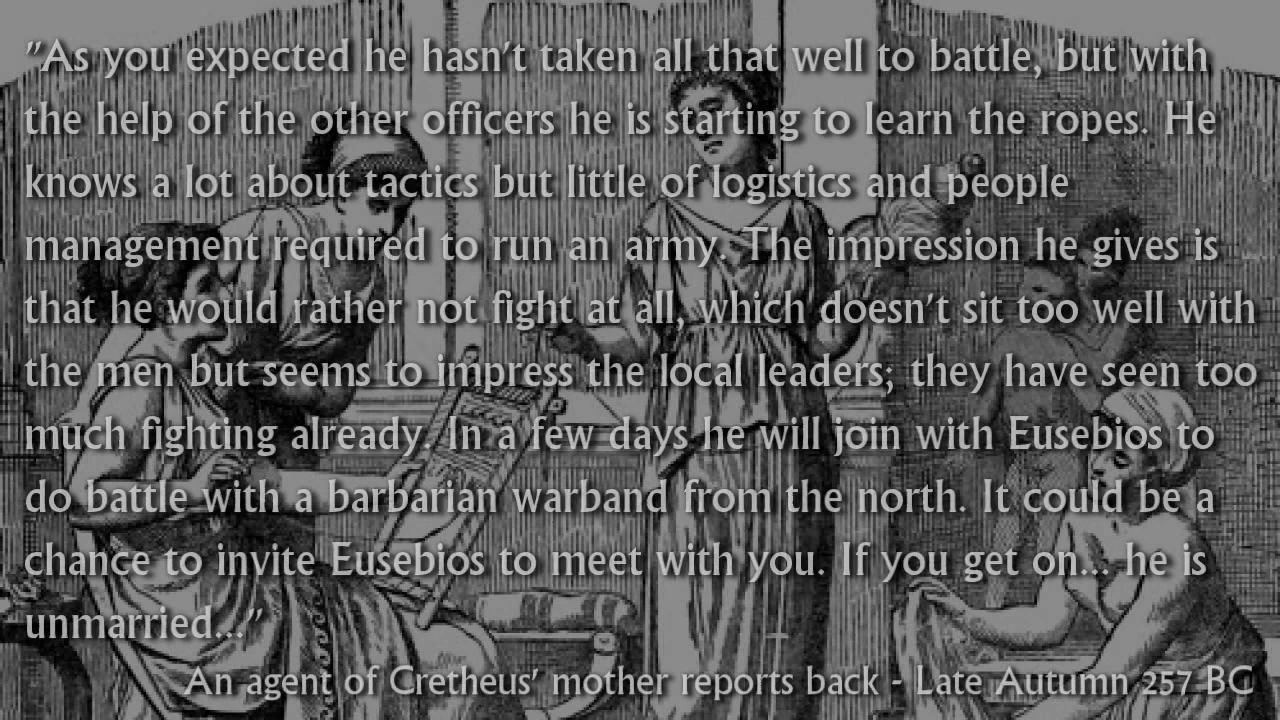 "As you expected he hasn't taken all that well to battle, but with
the help of the other officers he is starting to learn the ropes. He
knows a lot about tactics but little of logistics and people
management required to run an army. The impression he gives is
that he would rather not fight at all, which doesn't sit too well with
the men but seems to impress the local leaders; they have seen too
much fighting already. In a few days he will join with Eusebios to
do battle with a barbarian warband from the north. It could be a
chance to invite Eusebios to meet with you. If you get on... he is
unmarried..."
An agent of Cretheus' mother reports back - Late Autumn 257 BC